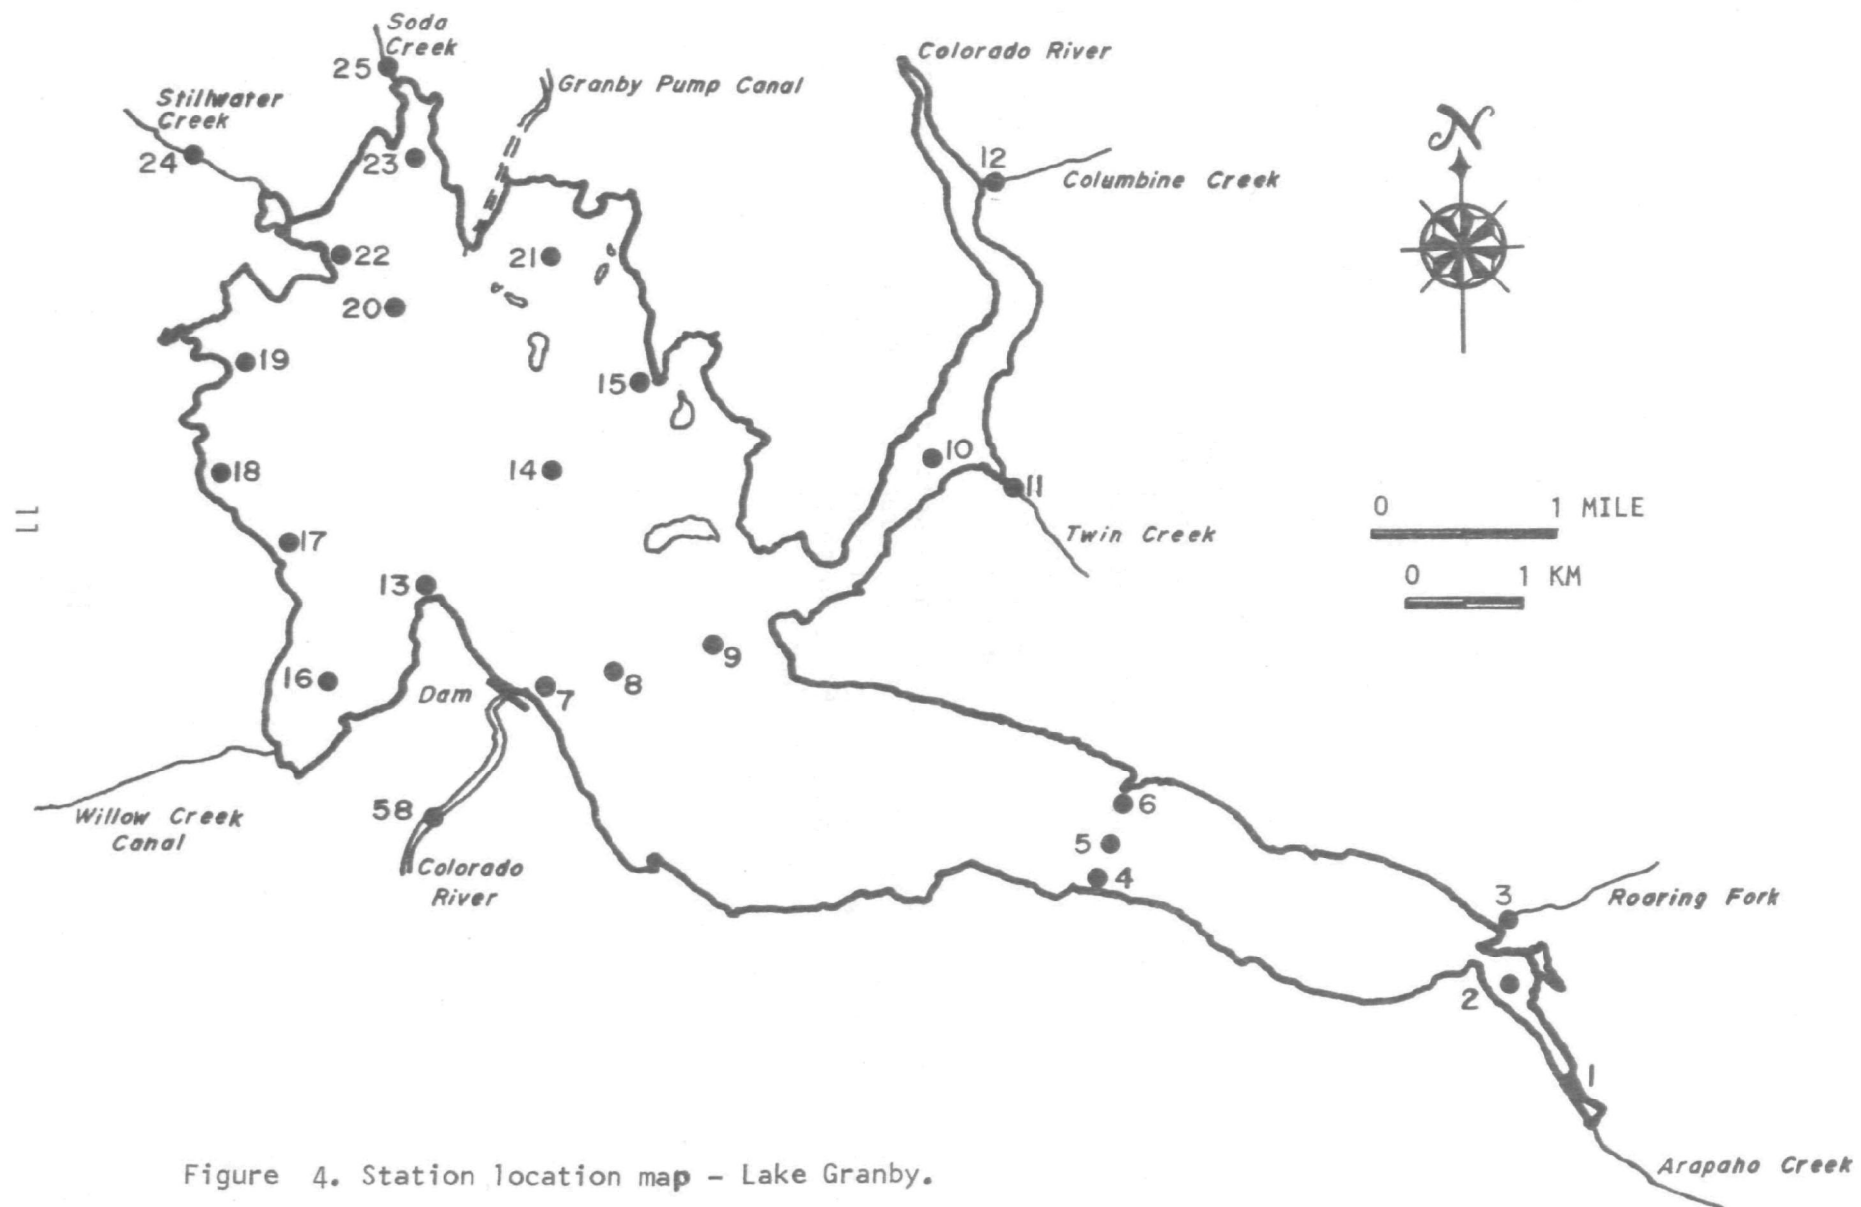 Soda
Creek
25
Colorado River
Granby Pump Canal
Stillwater
Creek
24
23
N
12
Columbine Creek
22
21
20
19
15
18
14
10
11
Twin Creek
0 1 MILE
0 1 KM
11
17
13
16
Dam
7
8
9
58
Willow Creek
Canal
Colorado
River
6
5
4
3
Roaring Fork
2
1
Arapaho Creek
Figure 4. Station location map – Lake Granby.